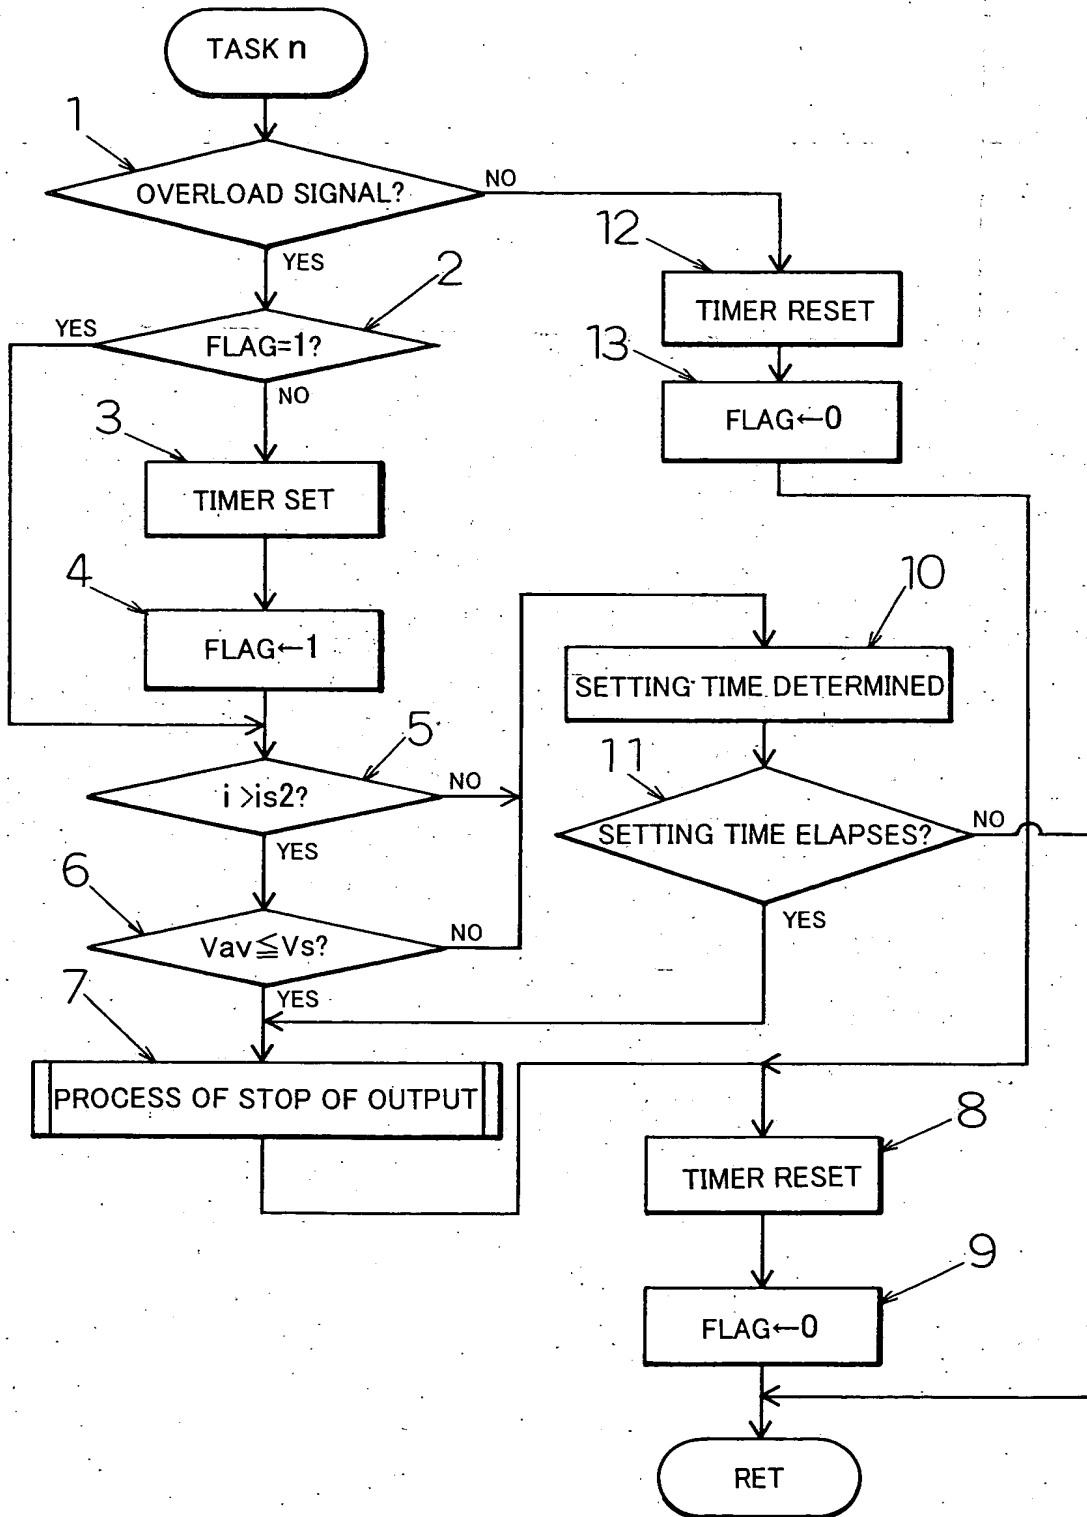 TASK n
1
OVERLOAD SIGNAL?
NO
YES
2
YES
FLAG=1?
NO
12
TIMER RESET
13
FLAG←0
3
TIMER SET
4
FLAG←1
10
SETTING TIME DETERMINED
5
i >is2?
NO
YES
11
SETTING TIME ELAPSES?
NO
YES
6
Vav≦Vs?
NO
YES
7
PROCESS OF STOP OF OUTPUT
8
TIMER RESET
9
FLAG←0
RET